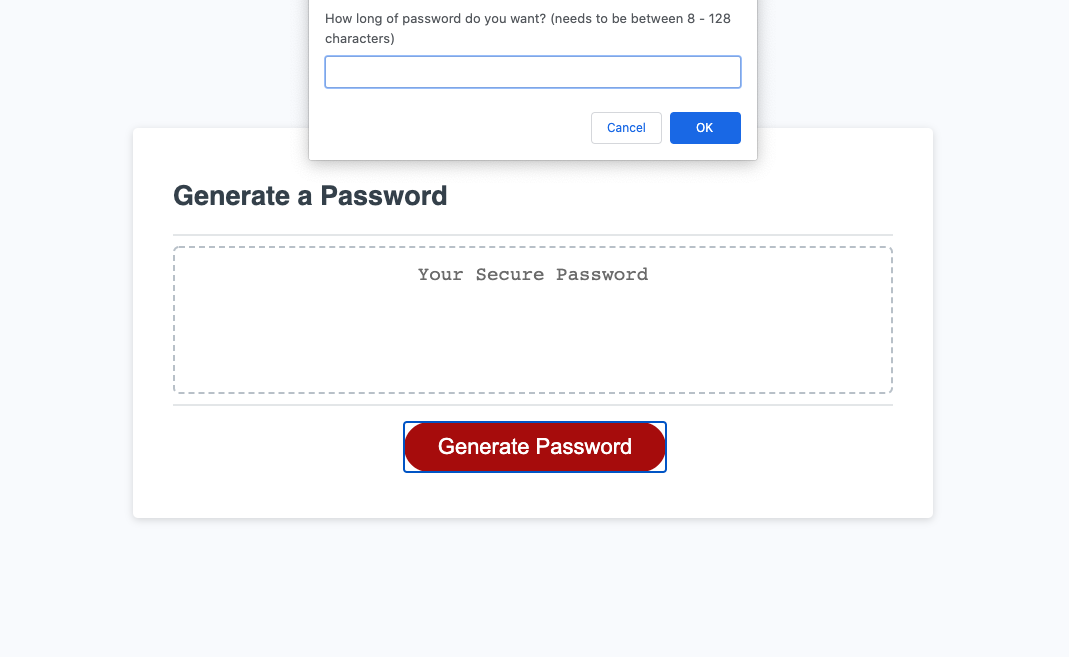 How long of password do you want? (needs to be between 8 - 128
characters)
Cancel
OK
Generate a Password
Your Secure Password
Generate Password